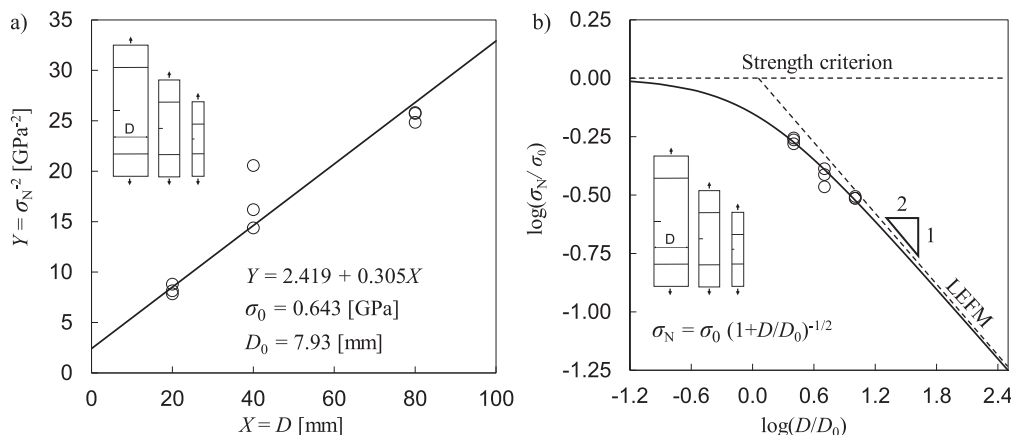 a)
35
30
25
20
15
10
5
0
Y = σN⁻² [GPa⁻²]
D
Y = 2.419 + 0.305X
σ0 = 0.643 [GPa]
D0 = 7.93 [mm]
0 20 40 60 80 100
X = D [mm]
b)
0.25
0.00
-0.25
-0.50
-0.75
-1.00
-1.25
log(σN/ σ0)
Strength criterion
2
1
D
LEFM
σN = σ0 (1+D/D0)⁻¹/²
-1.2 -0.6 0.0 0.6 1.2 1.8 2.4
log(D/D0)